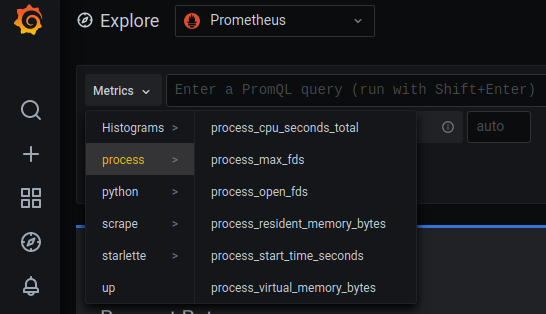 Explore
Prometheus
Metrics
Enter a PromQL query (run with Shift+Enter)
Histograms >
process >
python >
scrape >
starlette >
up
process_cpu_seconds_total
process_max_fds
process_open_fds
process_resident_memory_bytes
process_start_time_seconds
process_virtual_memory_bytes
auto